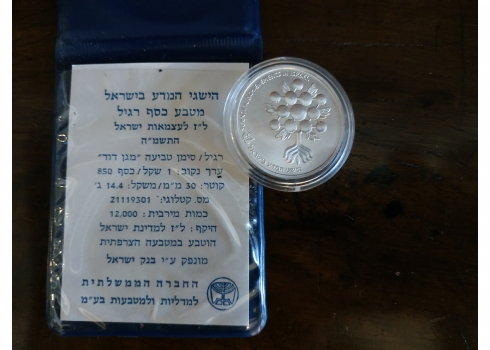 הישגי המדע בישראל
מטבע כסף רגיל
ל"ז לעצמאות ישראל
התשמ"ה
רגיל/סימן טביעה "מגן דוד"
ערך נקוב: 1 שקל/כסף 850
קוטר: 30 מ"מ/משקל: 14.4 ג'
מס. קטלוגי: 21119301
כמות מירבית: 12.000
היקף: ל"ז למדינת ישראל
הוטבע במטבעה הצרפתית
מונפק ע"י בנק ישראל
החברה הממשלתית
למדליות ולמטבעות בע"מ